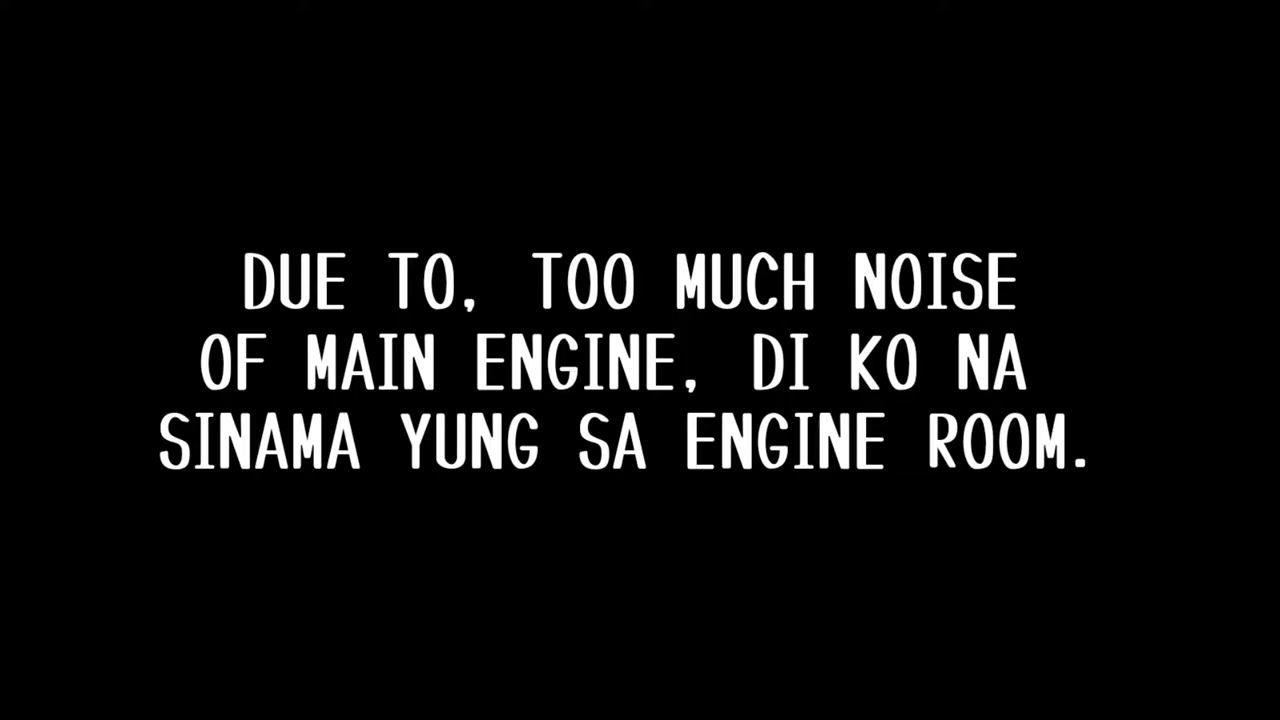 DUE TO, TOO MUCH NOISE
OF MAIN ENGINE, DI KO NA
SINAMA YUNG SA ENGINE ROOM.